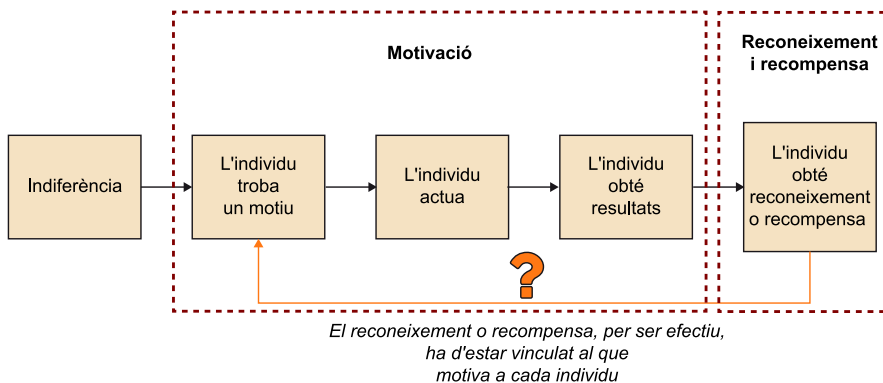 Motivació
Reconeixement
i recompensa
Indiferència
L'individu
troba
un motiu
L'individu
actua
L'individu
obté
resultats
L'individu
obté
reconeixement
o recompensa
?
El reconeixement o recompensa, per ser efectiu,
ha d'estar vinculat al que
motiva a cada individu